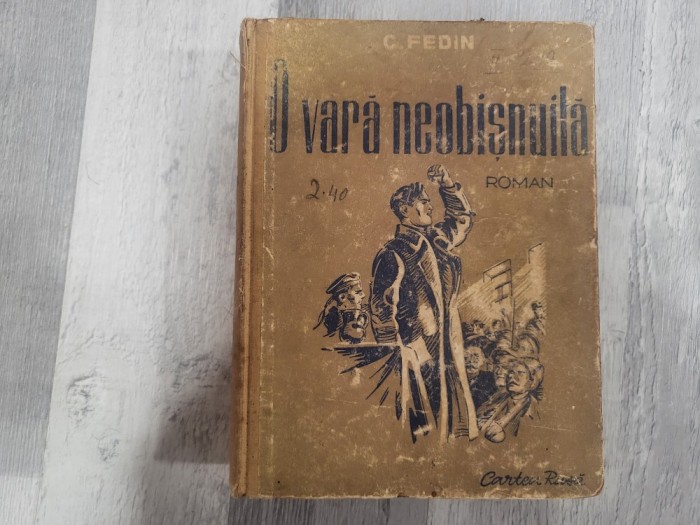 C. FEDIN
O vară neobișnuită
ROMAN
2.40
Cartea Rusă